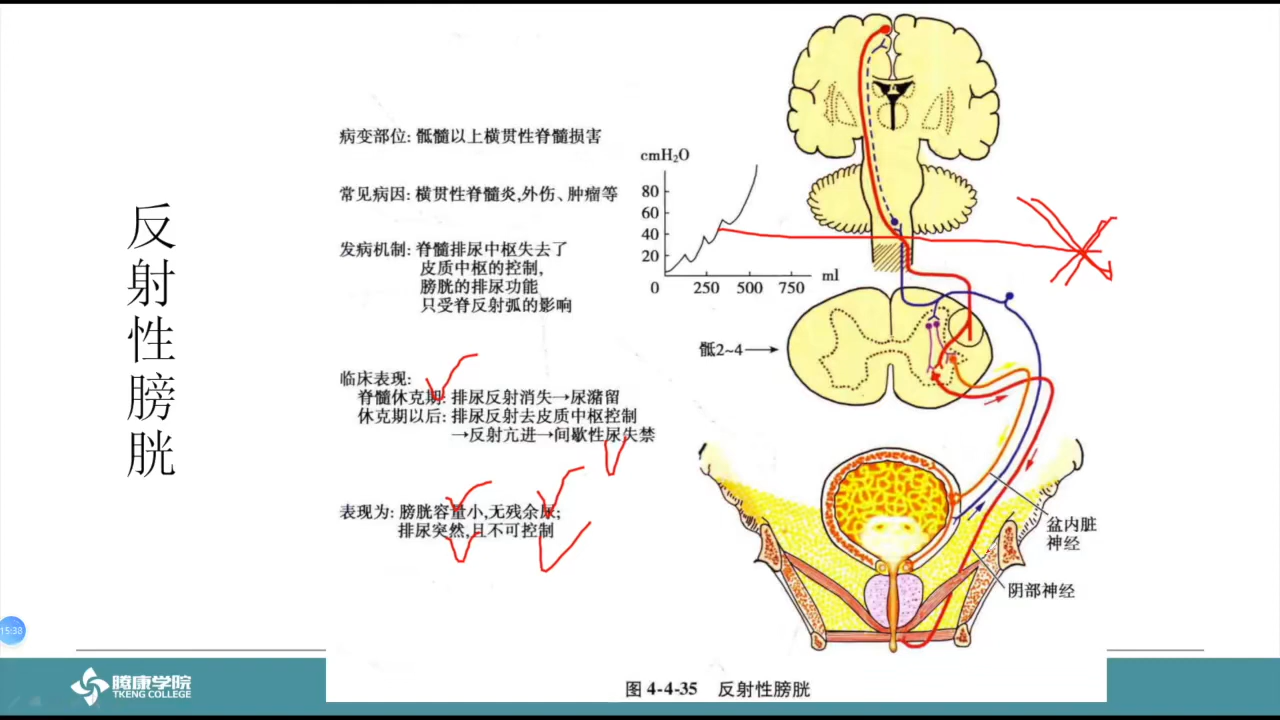 反射性膀胱
病变部位: 骶髓以上横贯性脊髓损害
常见病因: 横贯性脊髓炎,外伤、肿瘤等
发病机制: 脊髓排尿中枢失去了
皮质中枢的控制,
膀胱的排尿功能
只受脊反射弧的影响
临床表现:
脊髓休克期: 排尿反射消失→尿潴留
休克期以后: 排尿反射去皮质中枢控制
→反射亢进→间歇性尿失禁
表现为: 膀胱容量小,无残余尿;
排尿突然,且不可控制
cmH₂O
80
60
40
20
0 250 500 750 ml
骶2~4
盆内脏
神经
阴部神经
图 4-4-35 反射性膀胱
15:38
腾康学院
TKENG COLLEGE